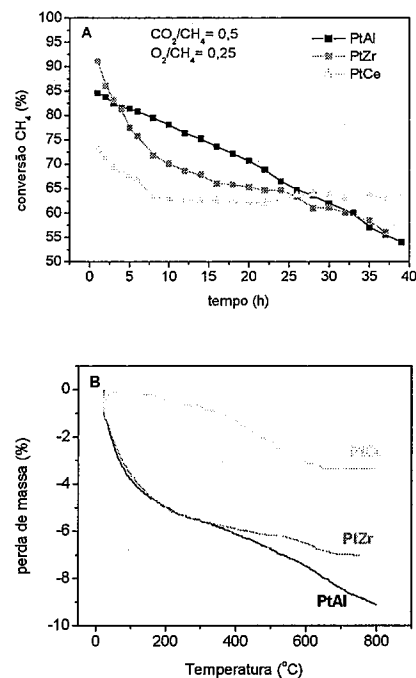 A
CO2/CH4= 0,5
O2/CH4= 0,25
PtAl
PtZr
PtCe
100
95
90
85
80
75
70
65
60
55
50
conversão CH4 (%)
0 5 10 15 20 25 30 35 40
tempo (h)
B
0
-2
-4
-6
-8
-10
perda de massa (%)
PtZr
PtAl
0 200 400 600 800
Temperatura (°C)